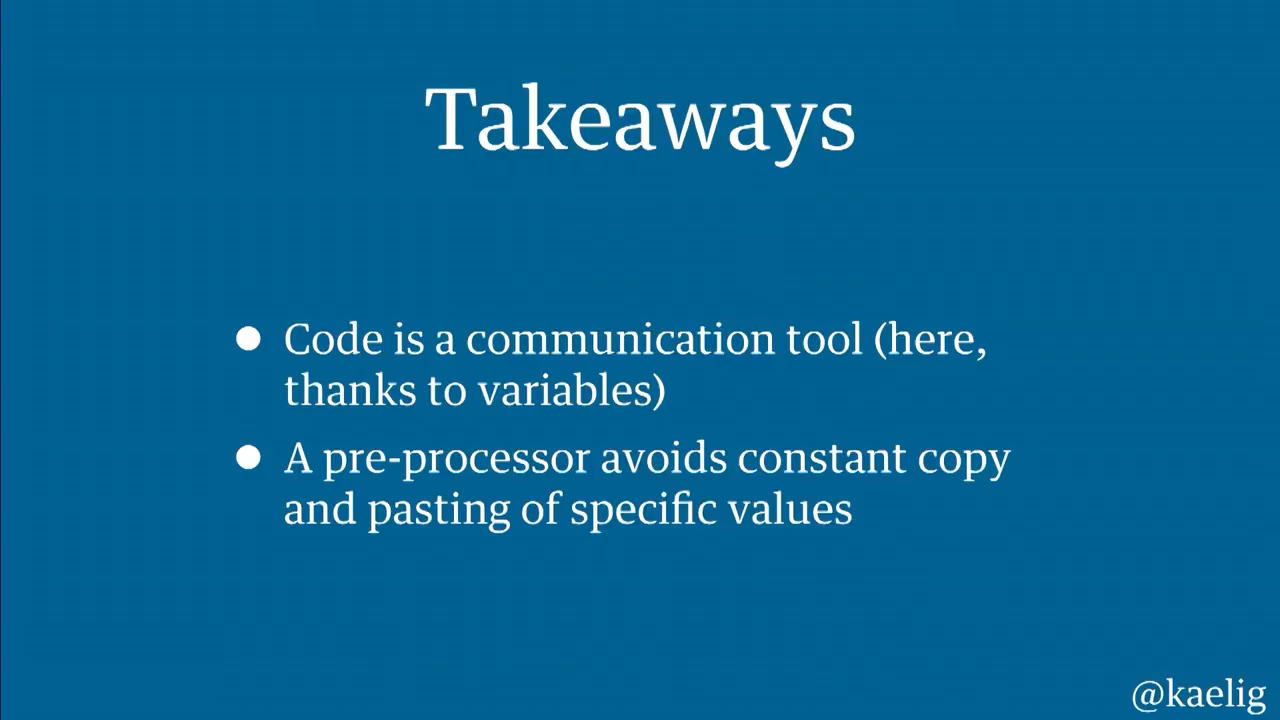 Takeaways
● Code is a communication tool (here,
thanks to variables)
● A pre-processor avoids constant copy
and pasting of specific values
@kaelig